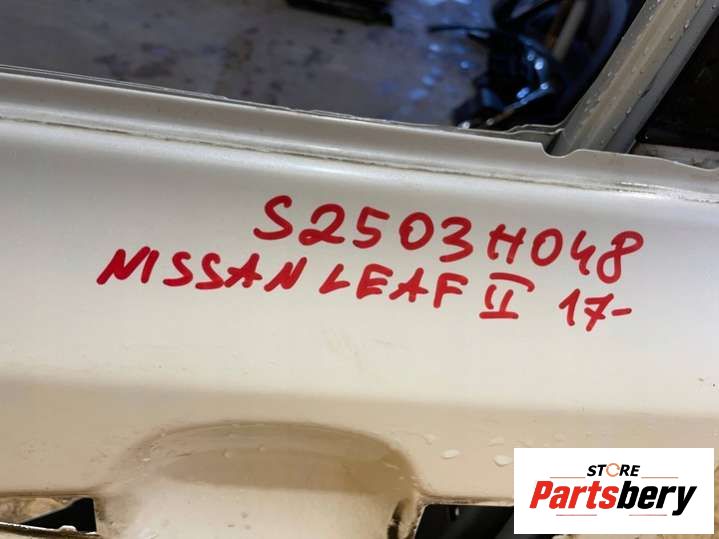 S2503H048
NISSAN LEAF II 17-
STORE
Partsbery